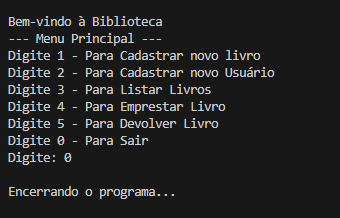 Bem-vindo à Biblioteca
--- Menu Principal ---
Digite 1 - Para Cadastrar novo livro
Digite 2 - Para Cadastrar novo Usuário
Digite 3 - Para Listar Livros
Digite 4 - Para Emprestar Livro
Digite 5 - Para Devolver Livro
Digite 0 - Para Sair
Digite: 0
Encerrando o programa...